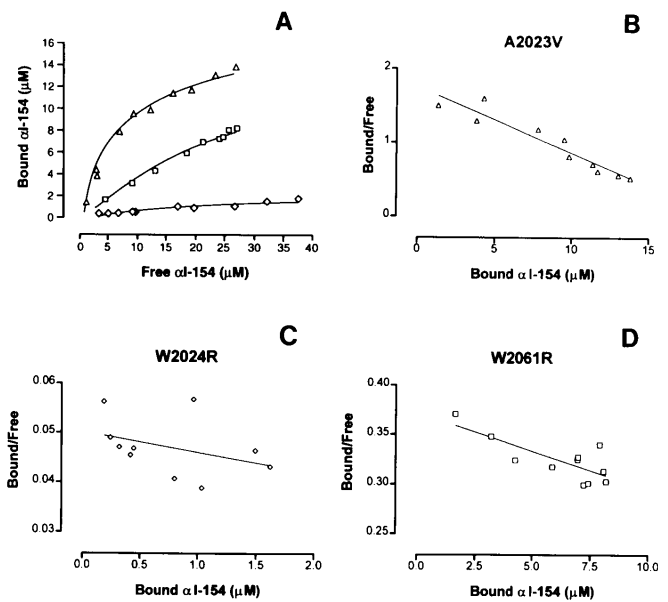 A
16
14
12
10
8
6
4
2
0
Bound αI-154 (μM)
0 5 10 15 20 25 30 35 40
Free αI-154 (μM)
B
A2023V
2
1
0
Bound/Free
0 5 10 15
Bound αI-154 (μM)
C
W2024R
0.06
0.05
0.04
0.03
Bound/Free
0.0 0.5 1.0 1.5 2.0
Bound αI-154 (μM)
D
W2061R
0.40
0.35
0.30
0.25
Bound/Free
0.0 2.5 5.0 7.5 10.0
Bound αI-154 (μM)